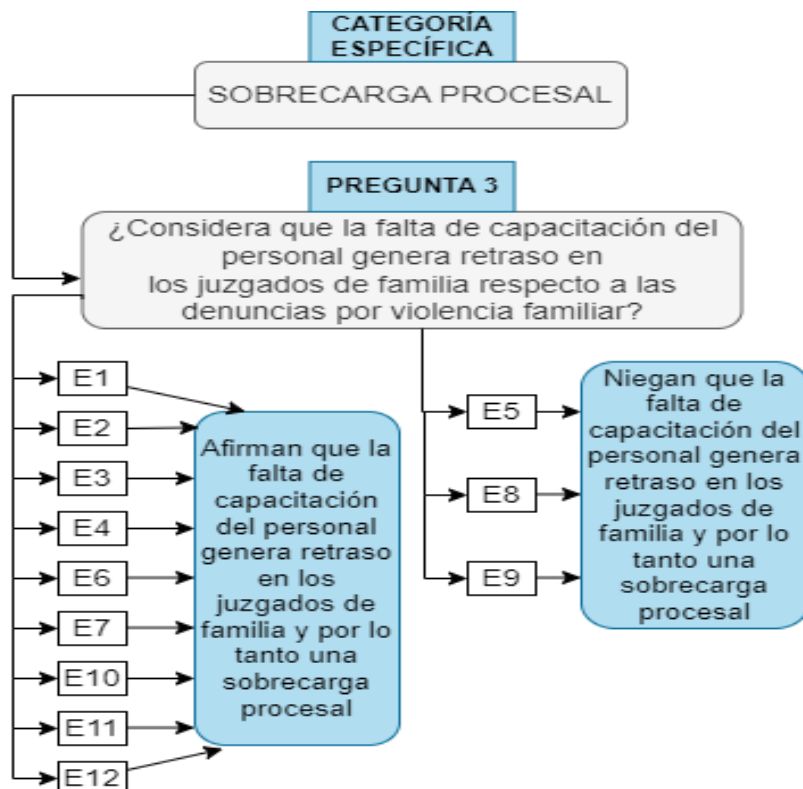 CATEGORÍA
ESPECÍFICA
SOBRECARGA PROCESAL
PREGUNTA 3
¿Considera que la falta de capacitación del
personal genera retraso en
los juzgados de familia respecto a las
denuncias por violencia familiar?
E1
E2
E3
E4
E6
E7
E10
E11
E12
Afirman que la
falta de
capacitación
del personal
genera retraso
en los
juzgados de
familia y por lo
tanto una
sobrecarga
procesal
E5
E8
E9
Niegan que la
falta de
capacitación del
personal genera
retraso en los
juzgados de
familia y por lo
tanto una
sobrecarga
procesal